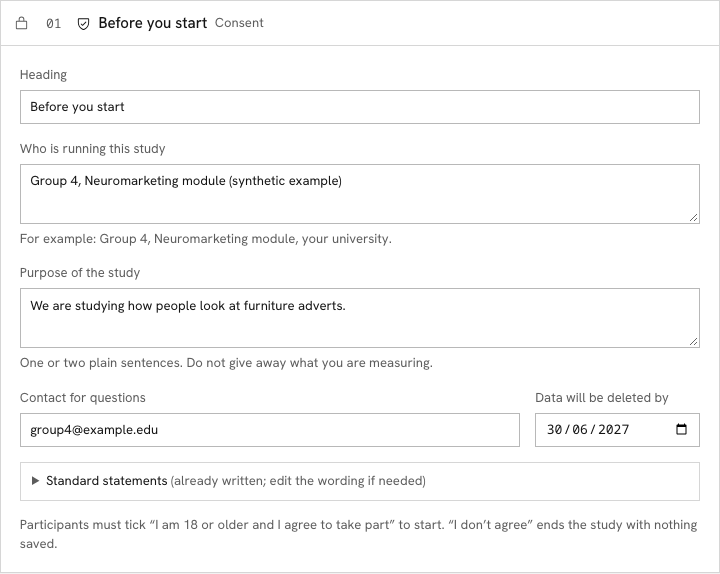 01 Before you start Consent
Heading
Before you start
Who is running this study
Group 4, Neuromarketing module (synthetic example)
For example: Group 4, Neuromarketing module, your university.
Purpose of the study
We are studying how people look at furniture adverts.
One or two plain sentences. Do not give away what you are measuring.
Contact for questions
group4@example.edu
Data will be deleted by
30/06/2027
Standard statements (already written; edit the wording if needed)
Participants must tick “I am 18 or older and I agree to take part” to start. “I don’t agree” ends the study with nothing
saved.